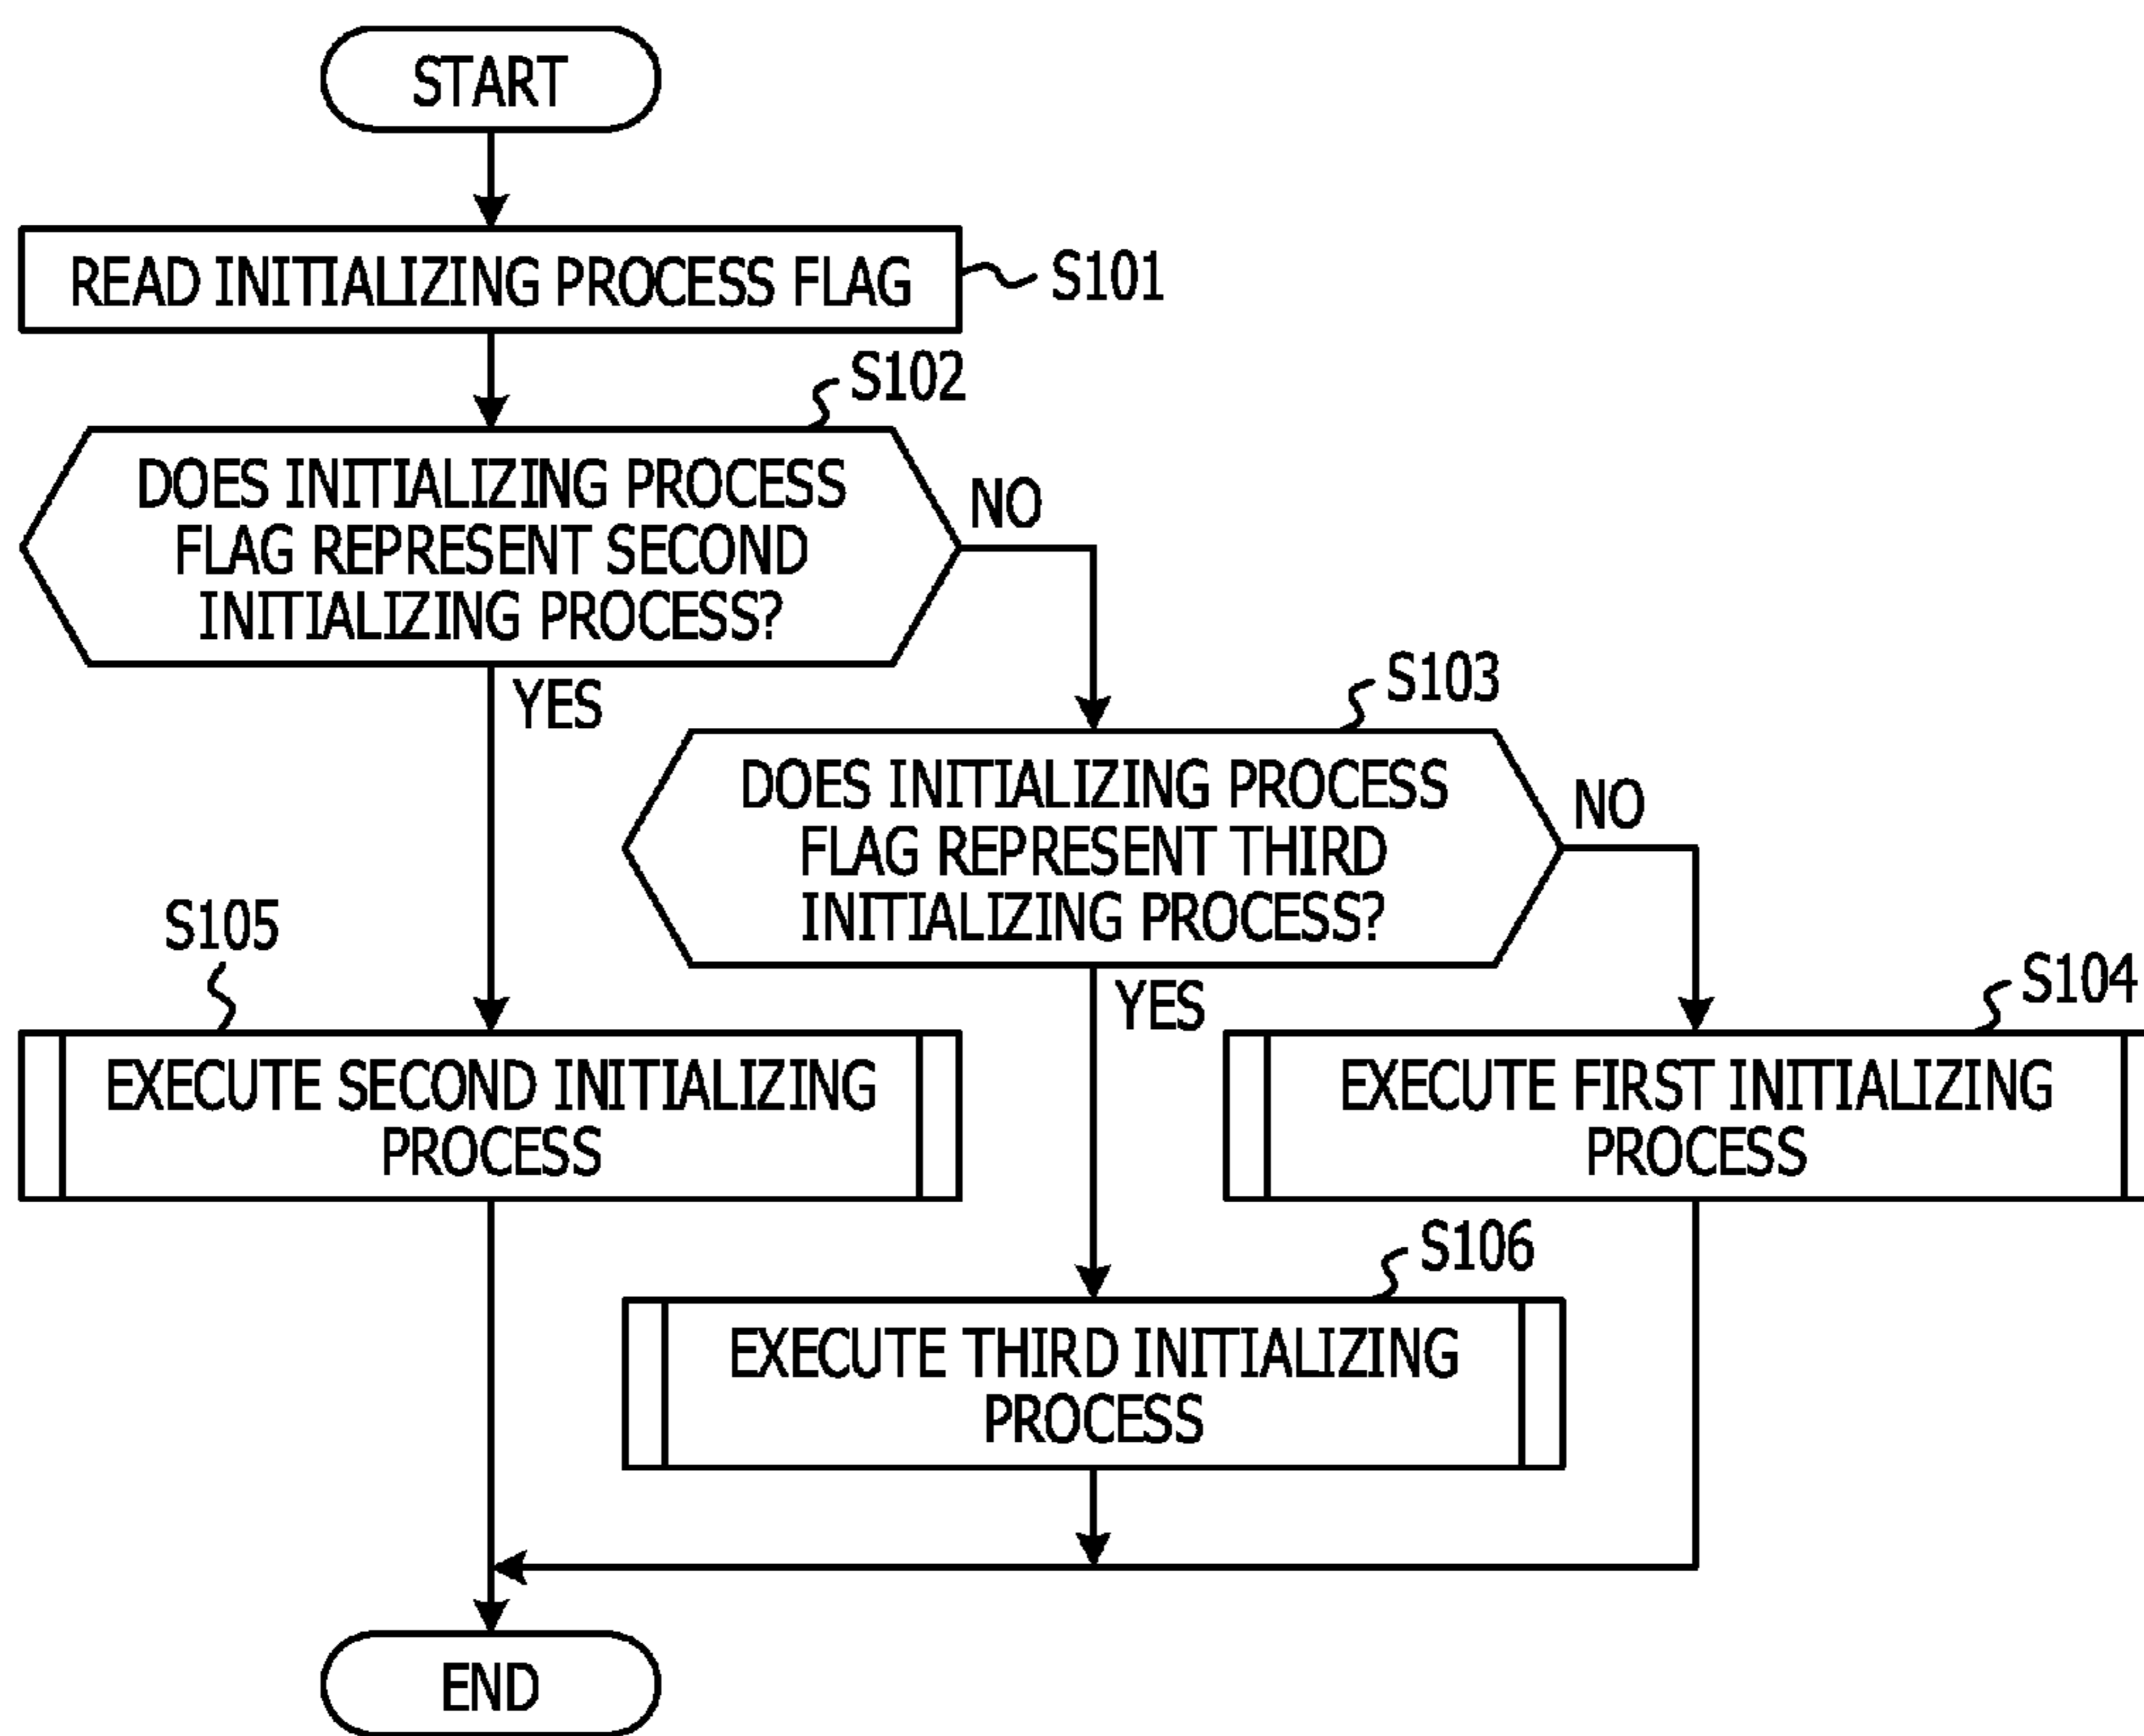 START
READ INITIALIZING PROCESS FLAG
S101
S102
DOES INITIALIZING PROCESS
FLAG REPRESENT SECOND
INITIALIZING PROCESS?
NO
YES
S103
DOES INITIALIZING PROCESS
FLAG REPRESENT THIRD
INITIALIZING PROCESS?
NO
YES
S105
EXECUTE SECOND INITIALIZING
PROCESS
S104
EXECUTE FIRST INITIALIZING
PROCESS
S106
EXECUTE THIRD INITIALIZING
PROCESS
END